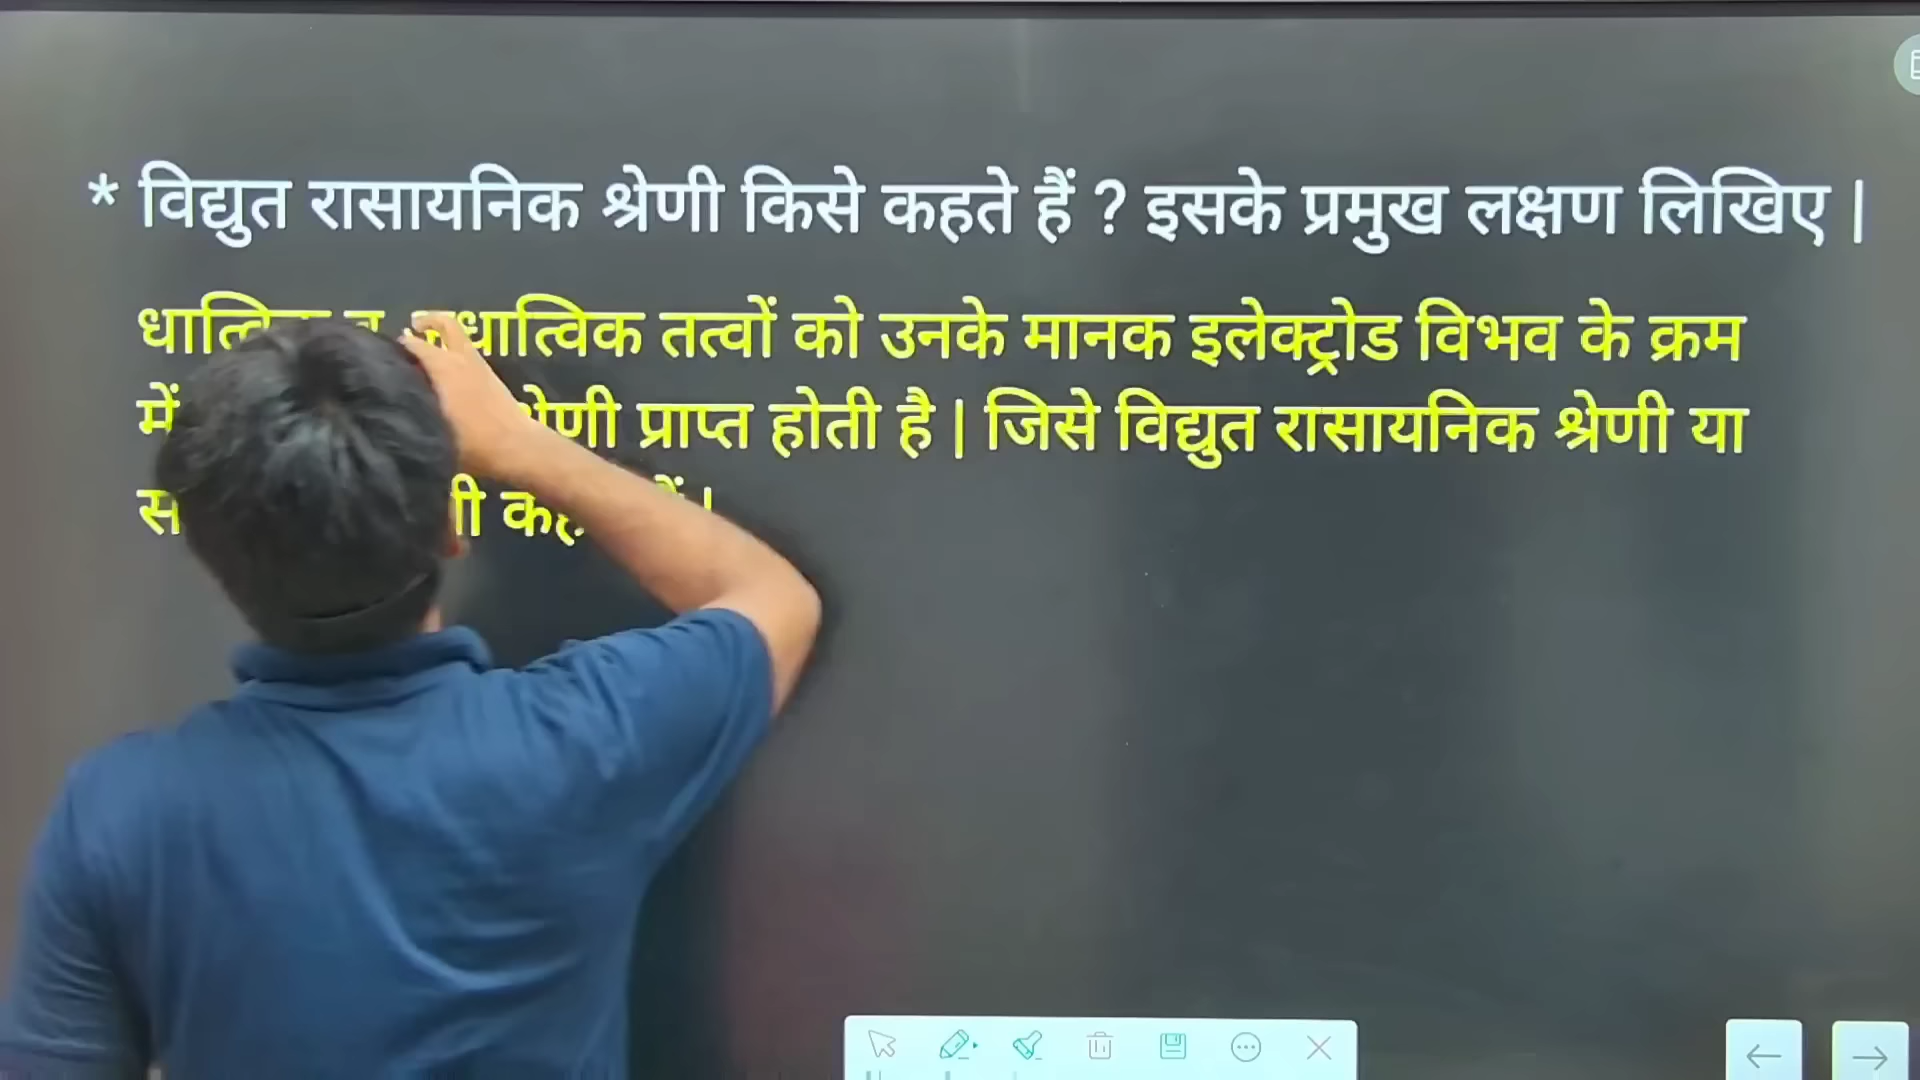 * विद्युत रासायनिक श्रेणी किसे कहते हैं ? इसके प्रमुख लक्षण लिखिए |
तत्वों को उनके मानक इलेक्ट्रोड विभव के क्रम
में श्रेणी प्राप्त होती है | जिसे विद्युत रासायनिक श्रेणी या